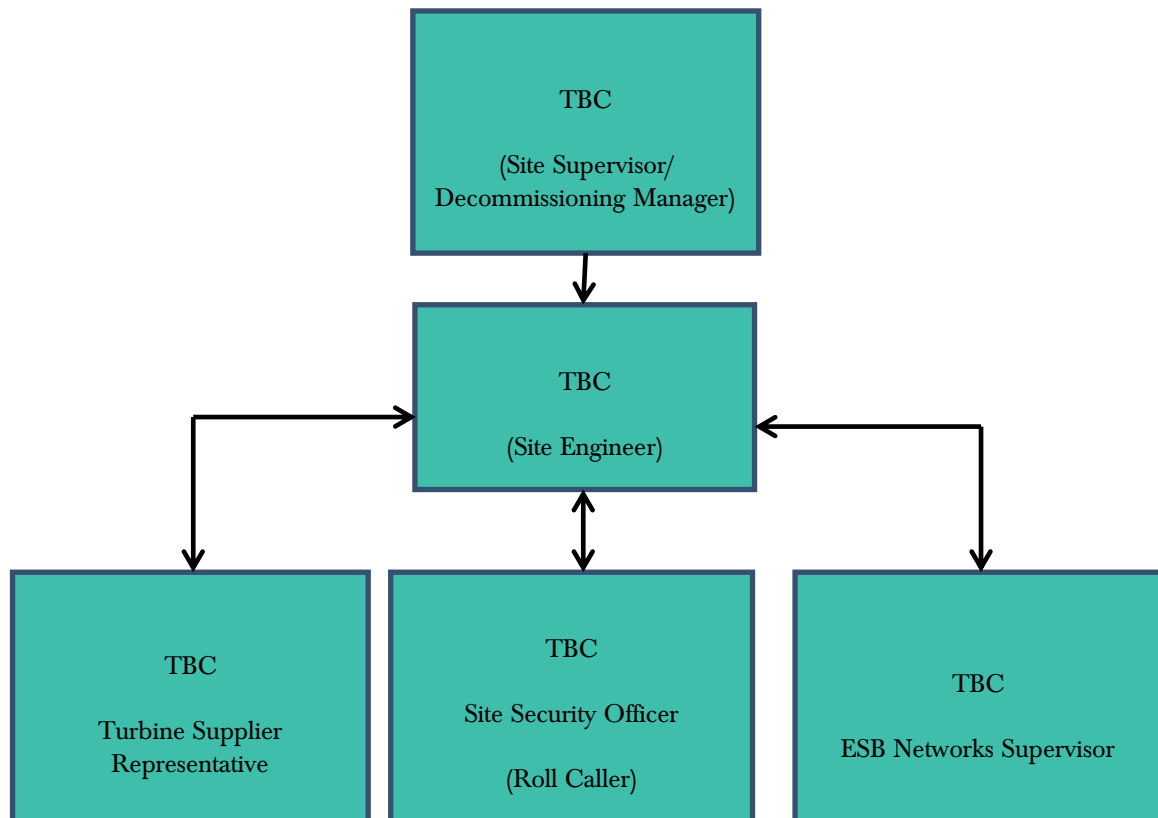 TBC
(Site Supervisor/
Decommissioning Manager)
TBC
(Site Engineer)
TBC
Turbine Supplier
Representative
TBC
Site Security Officer
(Roll Caller)
TBC
ESB Networks Supervisor